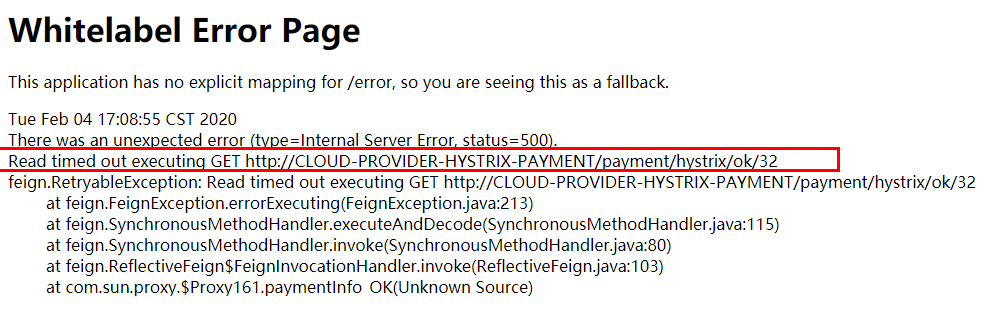 Whitelabel Error Page
This application has no explicit mapping for /error, so you are seeing this as a fallback.
Tue Feb 04 17:08:55 CST 2020
There was an unexpected error (type=Internal Server Error, status=500).
Read timed out executing GET http://CLOUD-PROVIDER-HYSTRIX-PAYMENT/payment/hystrix/ok/32
feign.RetryableException: Read timed out executing GET http://CLOUD-PROVIDER-HYSTRIX-PAYMENT/payment/hystrix/ok/32
at feign.FeignException.errorExecuting(FeignException.java:213)
at feign.SynchronousMethodHandler.executeAndDecode(SynchronousMethodHandler.java:115)
at feign.SynchronousMethodHandler.invoke(SynchronousMethodHandler.java:80)
at feign.ReflectiveFeign$FeignInvocationHandler.invoke(ReflectiveFeign.java:103)
at com.sun.proxy.$Proxy161.paymentInfo_OK(Unknown Source)